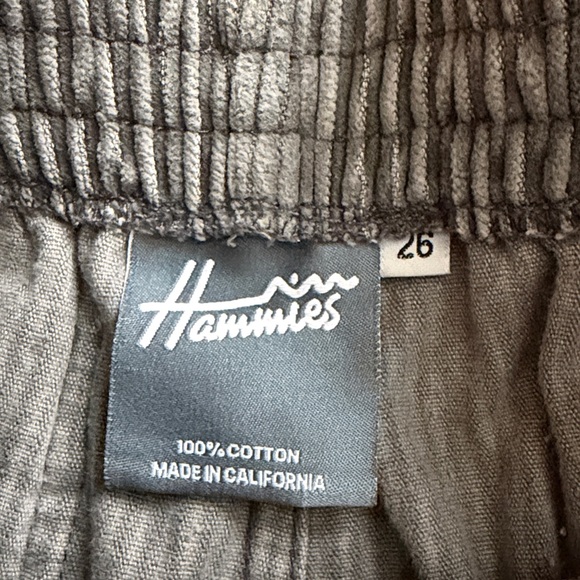 26
Hammies
100% COTTON
MADE IN CALIFORNIA